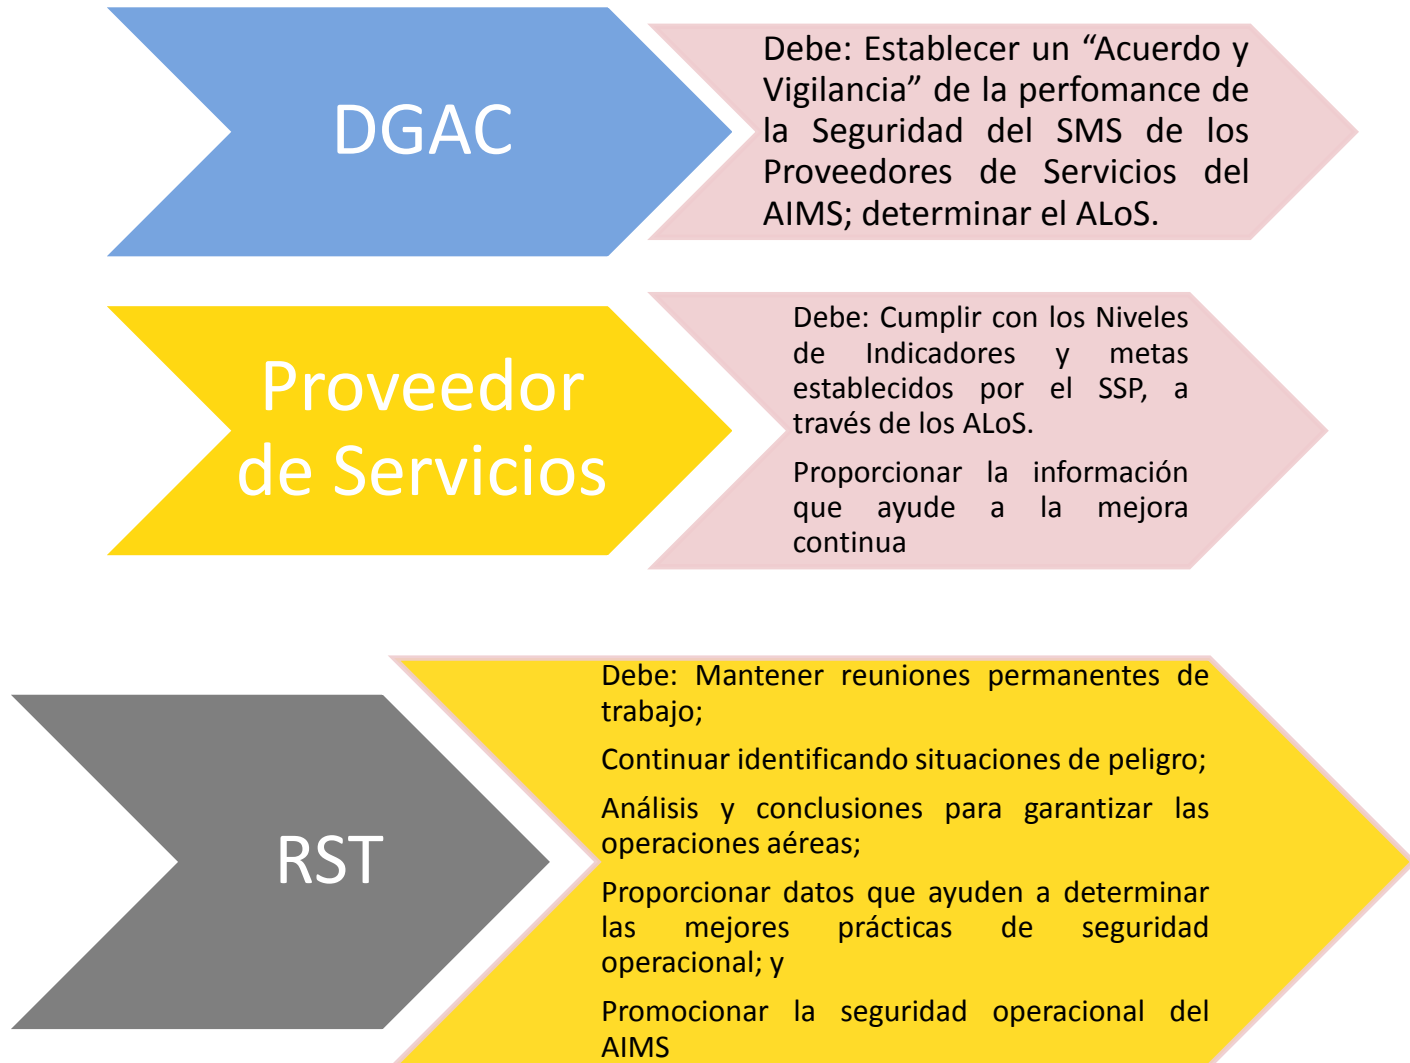 DGAC
Debe: Establecer un “Acuerdo y
Vigilancia” de la perfomance de
la Seguridad del SMS de los
Proveedores de Servicios del
AIMS; determinar el ALoS.
Proveedor
de Servicios
Debe: Cumplir con los Niveles
de Indicadores y metas
establecidos por el SSP, a
través de los ALoS.
Proporcionar la información
que ayude a la mejora
continua
RST
Debe: Mantener reuniones permanentes de
trabajo;
Continuar identificando situaciones de peligro;
Análisis y conclusiones para garantizar las
operaciones aéreas;
Proporcionar datos que ayuden a determinar
las mejores prácticas de seguridad
operacional; y
Promocionar la seguridad operacional del
AIMS